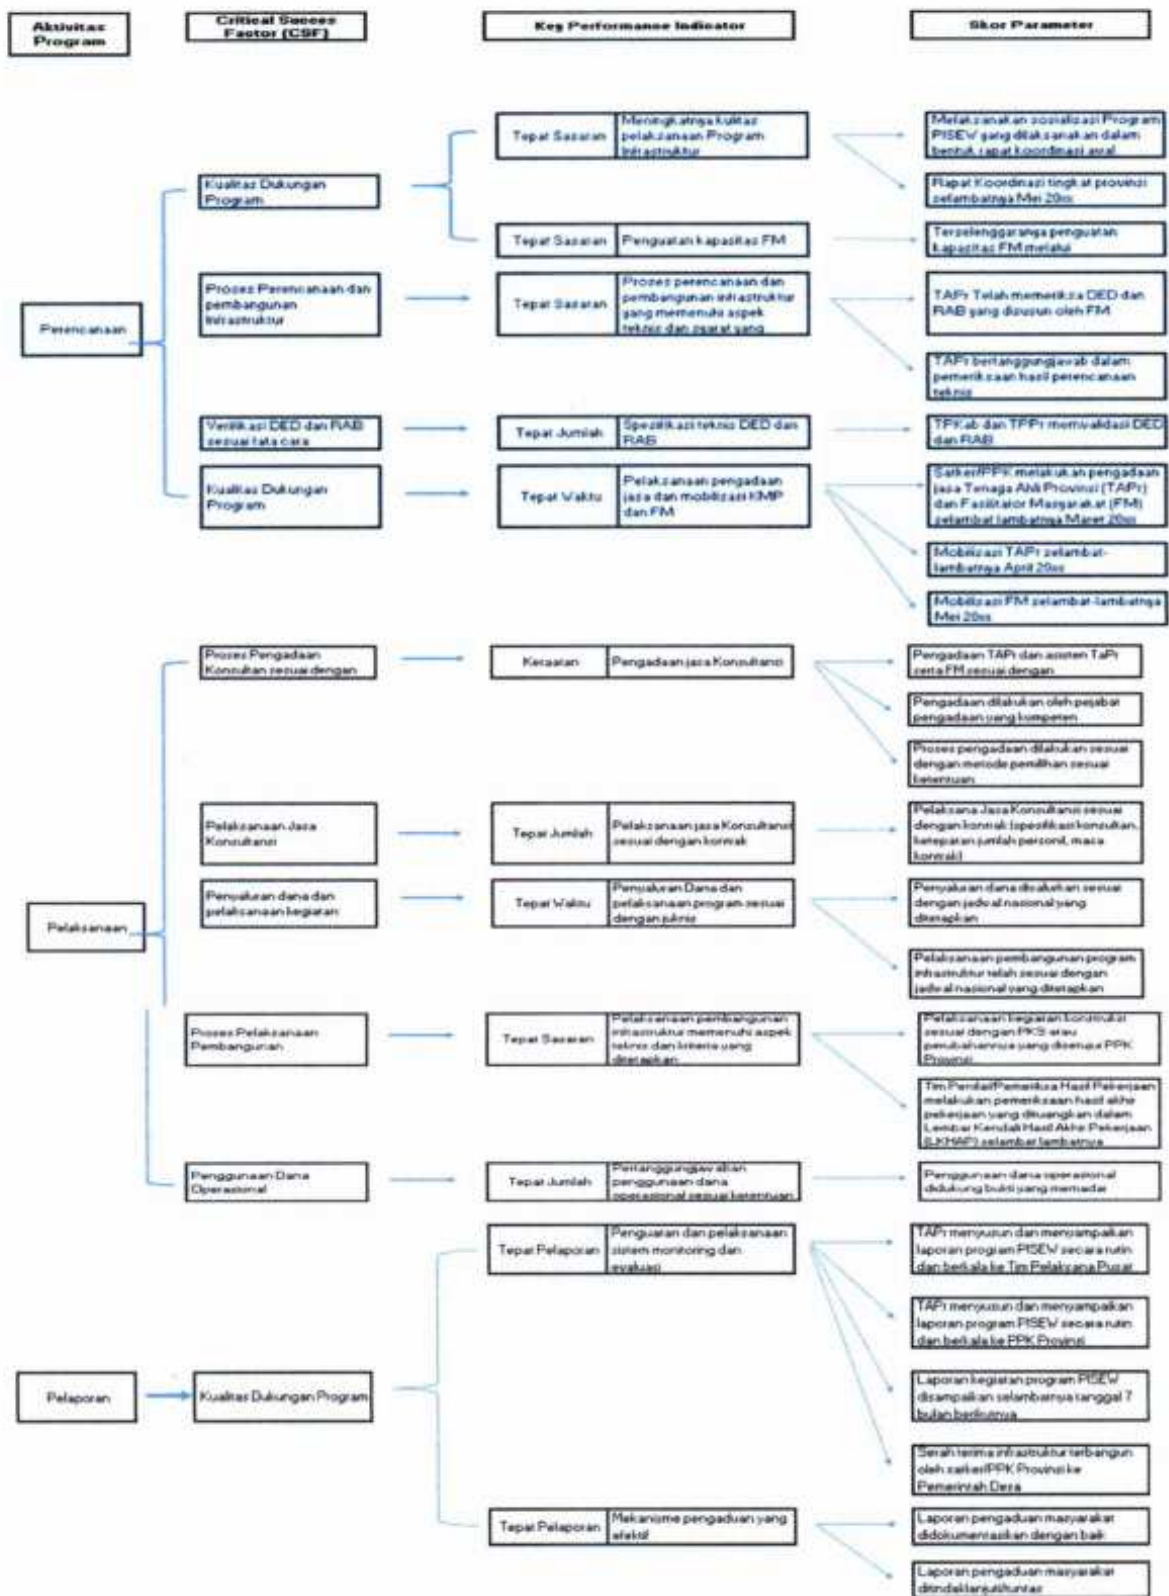 Aktivitas
Program
Critical Succes
Factor (CSF)
Key Performance Indicator
Skor Parameter
Perencanaan
Kualitas Dukungan
Program
Tepat Sasaran
Meningkatnya kulitas
pelaksanaan Program
Infrastruktur
Melaksanakan sosialisasi Program
PISEW yang dilaksanakan dalam
bentuk rapat koordinasi awal
Rapat Koordinasi tingkat provinsi
selambatnya Mei 20xx
Tepat Sasaran
Penguatan kapasitas FM
Terselenggaranya penguatan
kapasitas FM melalui
Proses Perencanaan dan
pembangunan
Infrastruktur
Tepat Sasaran
Proses perencanaan dan
pembangunan infrastruktur
yang memenuhi aspek
teknis dan syarat yang
TAPr Telah memeriksa DED dan
RAB yang disusun oleh FM
TAPr bertanggungjawab dalam
pemeriksaan hasil perencanaan
teknis
Verifikasi DED dan RAB
sesuai tata cara
Tepat Jumlah
Spezifikasi teknis DED dan
RAB
TPKab dan TPPr memvalidasi DED
dan RAB
Kualitas Dukungan
Program
Tepat Waktu
Pelaksanaan pengadaan
jasa dan mobilisasi KMIP
dan FM
Satker/PPK melakukan pengadaan
jasa Tenaga Ahli Provinsi (TAPr)
dan Fasilitator Masyarakat (FM)
selambat lambatnya Maret 20xx
Mobilisasi TAPr selambat-
lambatnya April 20xx
Mobilisasi FM selambat-lambatnya
Mei 20xx
Pelaksanaan
Proses Pengadaan
Konsultan sesuai dengan
Ketaatan
Pengadaan jasa Konsultansi
Pengadaan TAPr dan asisten TaPr
serta FM sesuai dengan
Pengadaan dilakukan oleh pejabat
pengadaan yang kompeten
Proses pengadaan dilakukan sesuai
dengan metode pemilihan sesuai
ketentuan
Pelaksanaan Jasa
Konsultansi
Tepat Jumlah
Pelaksanaan jasa Konsultansi
sesuai dengan kontrak
Pelaksana Jasa Konsultansi sesuai
dengan kontrak (spesifikasi konsultan,
ketepatan jumlah personil, masa
kontrak)
Penyaluran dana dan
pelaksanaan kegiatan
Tepat Waktu
Penyaluran Dana dan
pelaksanaan program sesuai
dengan juknis
Penyaluran dana disalurkan sesuai
dengan jadwal nasional yang
ditetapkan
Pelaksanaan pembangunan program
infrastruktur telah sesuai dengan
jadwal nasional yang ditetapkan
Proses Pelaksanaan
Pembangunan
Tepat Sasaran
Pelaksanaan pembangunan
infrastruktur memenuhi aspek
teknis dan kriteria yang
ditetapkan
Pelaksanaan kegiatan konstruksi
sesuai dengan PKS atau
perubahannya yang disetujui PPK
Provinsi
Tim Penilai/Pemeriksa Hasil Pekerjaan
melakukan pemeriksaan hasil akhir
pekerjaan yang dituangkan dalam
Lembar Kendali Hasil Akhir Pekerjaan
(LKHAP) selambat lambatnya
Penggunaan Dana
Operasional
Tepat Jumlah
Pertanggungjawaban
penggunaan dana
operasional sesuai ketentuan
Penggunaan dana operasional
didukung bukti yang memadai
Pelaporan
Kualitas Dukungan Program
Tepat Pelaporan
Penguatan dan pelaksanaan
sistem monitoring dan
evaluasi
TAPr menyusun dan menyampaikan
laporan program PISEW secara rutin
dan berkala ke Tim Pelaksana Pusat
TAPr menyusun dan menyampaikan
laporan program PISEW secara rutin
dan berkala ke PPK Provinsi
Laporan kegiatan program PISEW
disampaikan selambatnya tanggal 7
bulan berikutnya
Serah terima infrastruktur terbangun
oleh satker/PPK Provinsi ke
Pemerintah Desa
Tepat Pelaporan
Mekanisme pengaduan yang
efektif
Laporan pengaduan masyarakat
didokumentasikan dengan baik
Laporan pengaduan masyarakat
ditindaklanjuti/tuntas